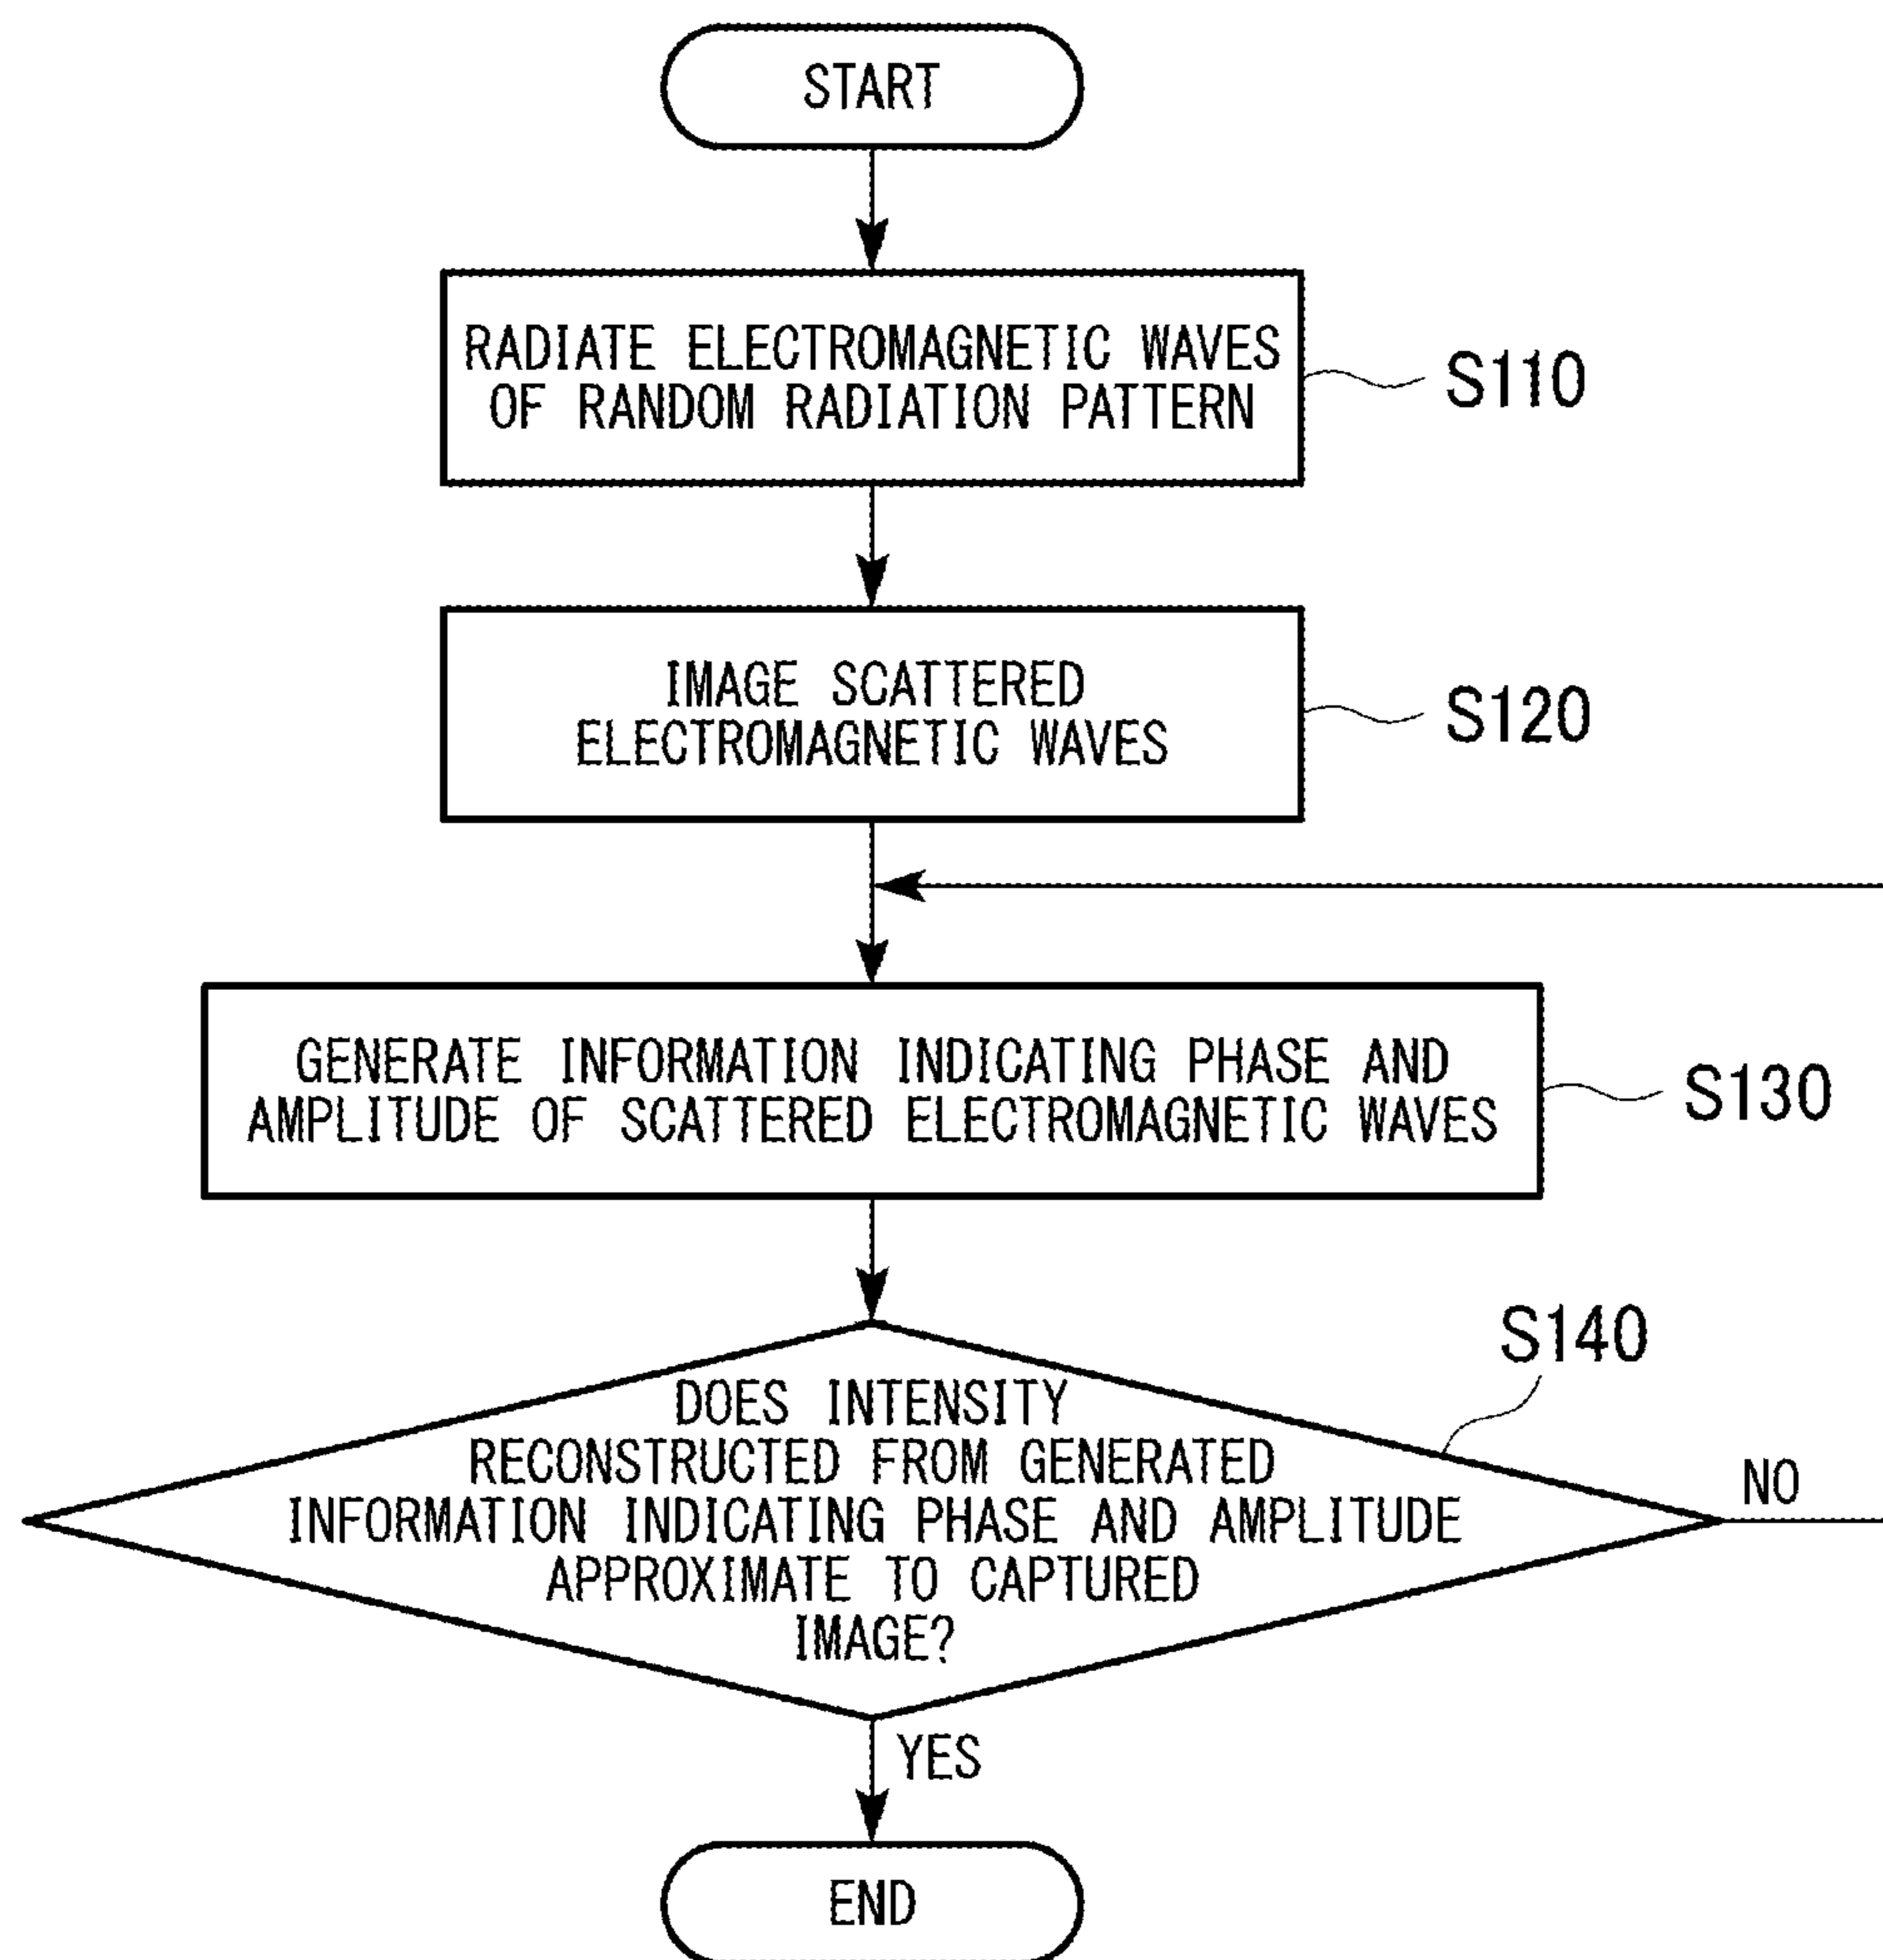 START
RADIATE ELECTROMAGNETIC WAVES
OF RANDOM RADIATION PATTERN
S110
IMAGE SCATTERED
ELECTROMAGNETIC WAVES
S120
GENERATE INFORMATION INDICATING PHASE AND
AMPLITUDE OF SCATTERED ELECTROMAGNETIC WAVES
S130
S140
DOES INTENSITY
RECONSTRUCTED FROM GENERATED
INFORMATION INDICATING PHASE AND AMPLITUDE
APPROXIMATE TO CAPTURED
IMAGE?
NO
YES
END